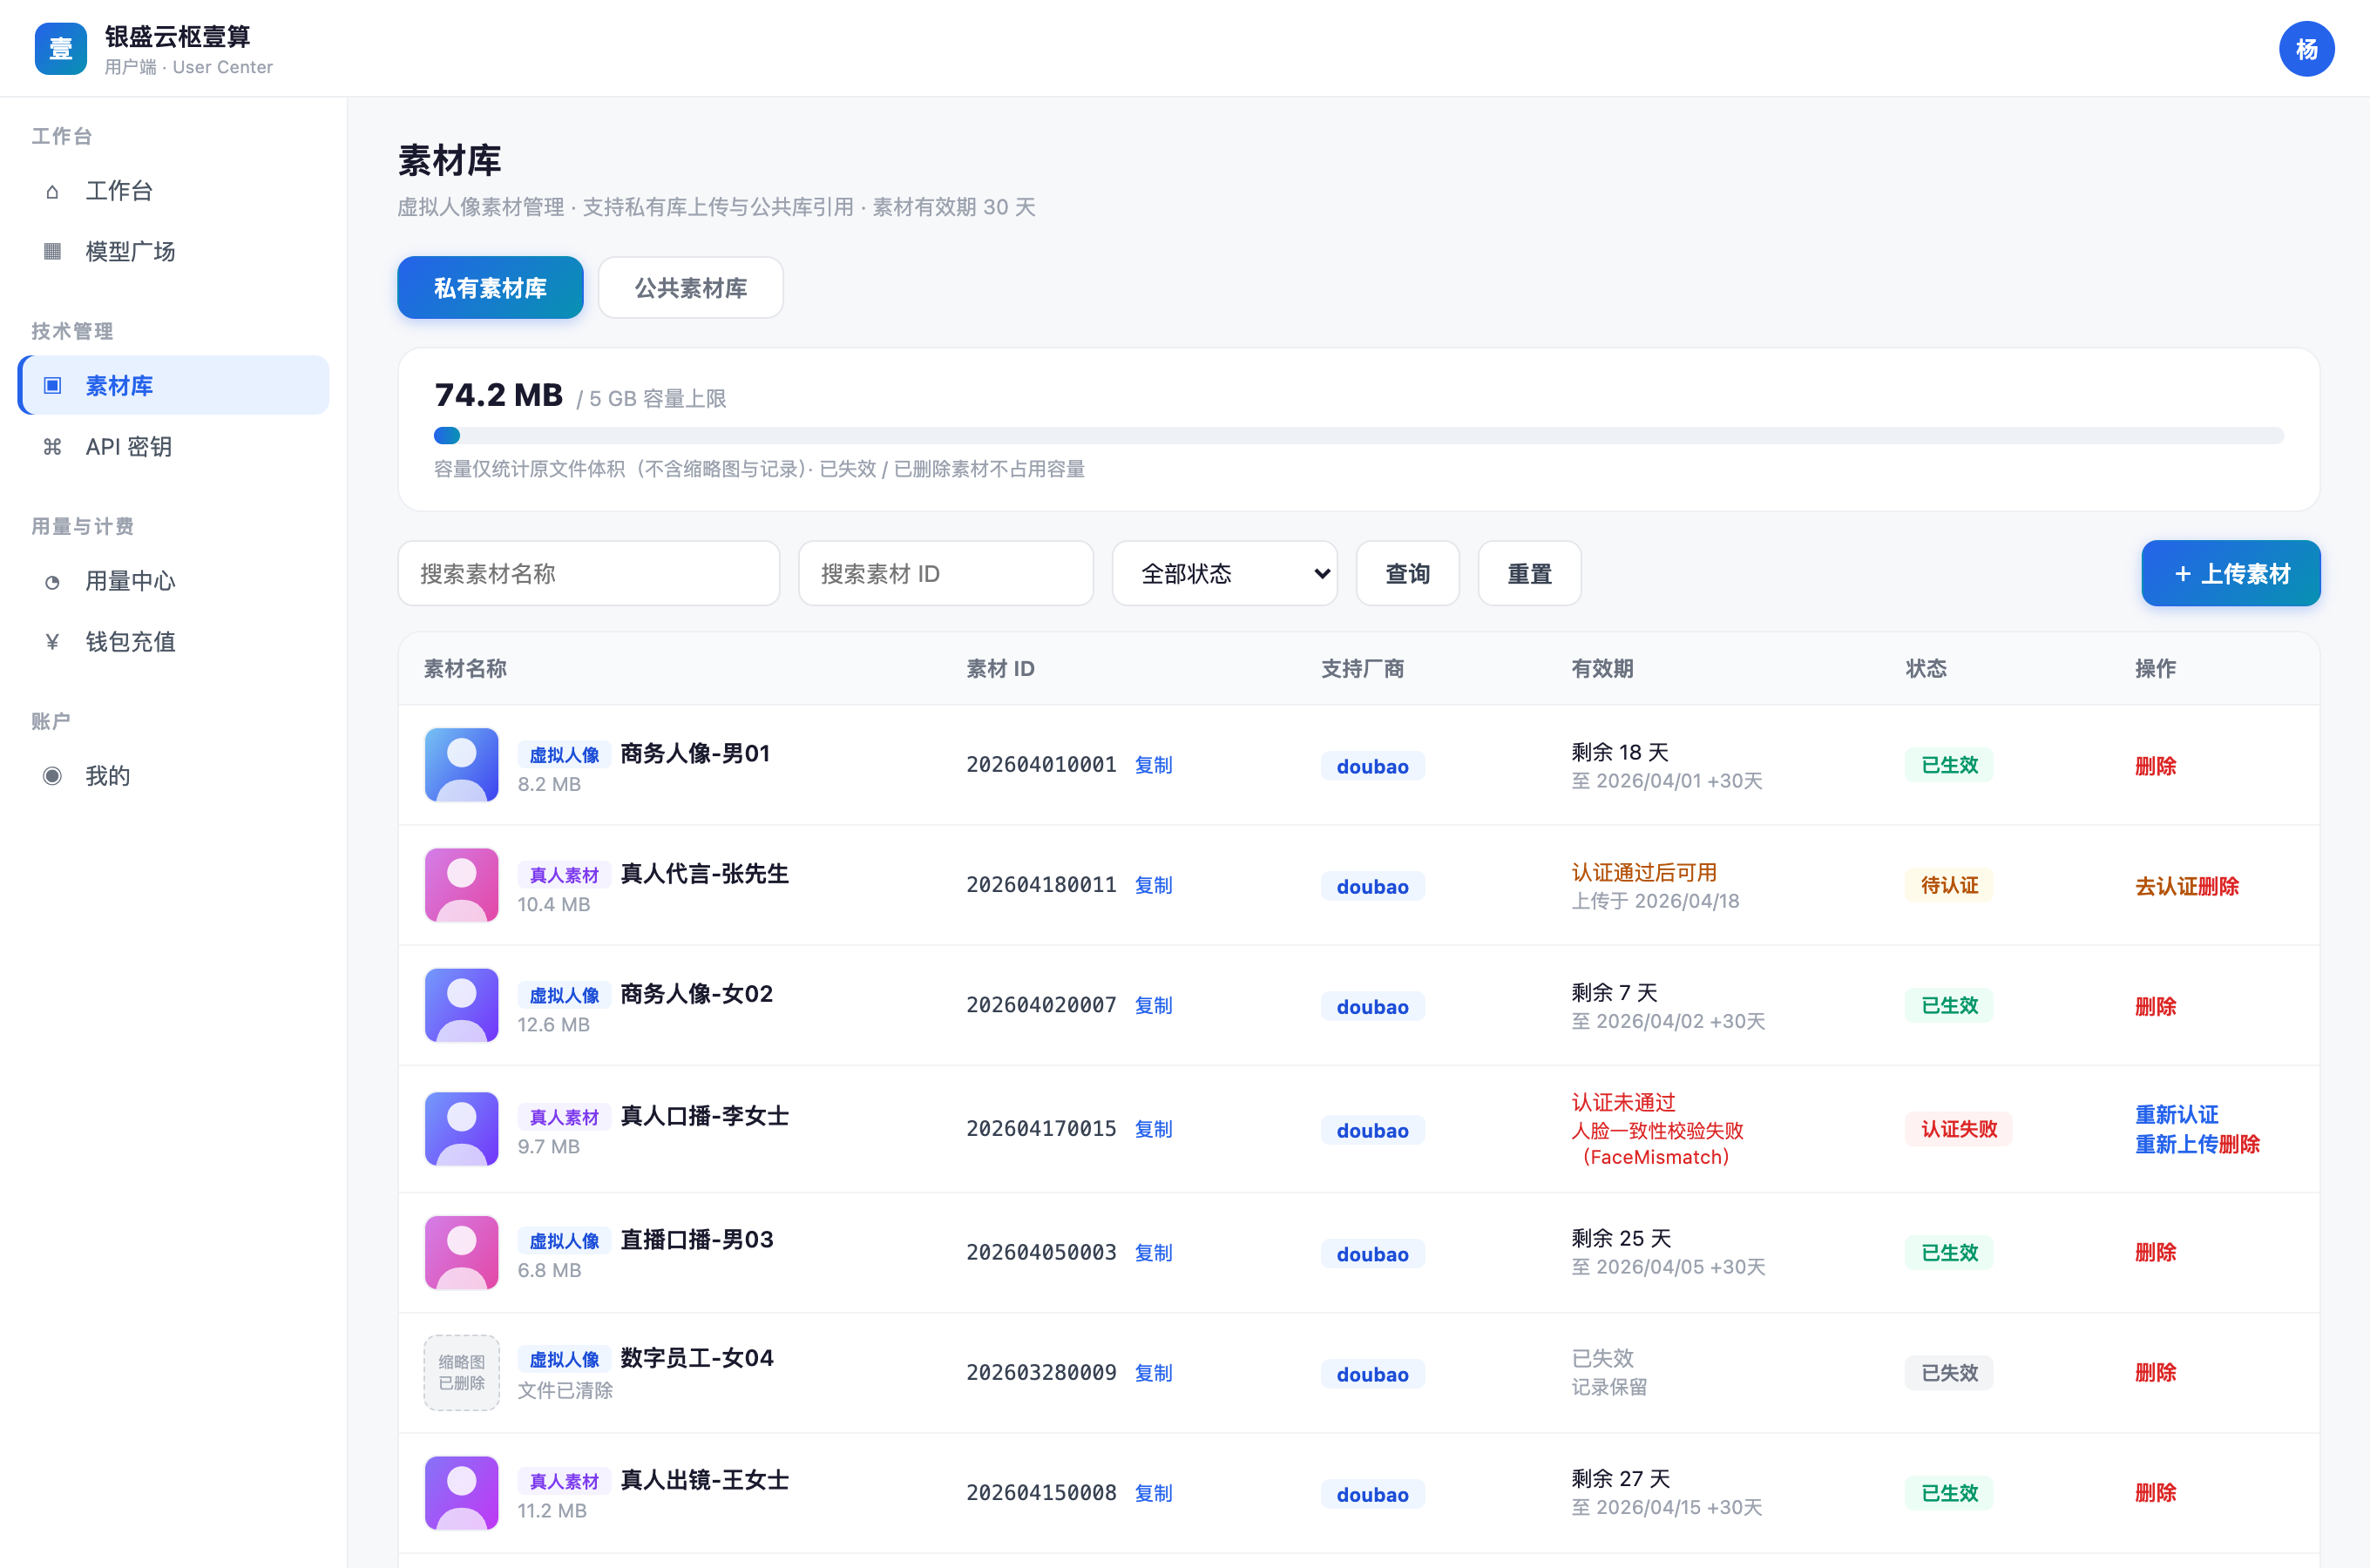 壹
银盛云枢壹算
用户端 · User Center
杨
工作台
工作台
模型广场
技术管理
素材库
API 密钥
用量与计费
用量中心
¥ 钱包充值
账户
我的
素材库
虚拟人像素材管理 · 支持私有库上传与公共库引用 · 素材有效期 30 天
私有素材库
公共素材库
74.2 MB / 5 GB 容量上限
容量仅统计原文件体积（不含缩略图与记录）· 已失效 / 已删除素材不占用容量
搜索素材名称
搜索素材 ID
全部状态
查询
重置
+ 上传素材
素材名称 素材 ID 支持厂商 有效期 状态 操作
虚拟人像 商务人像-男01
8.2 MB
202604010001 复制
doubao
剩余 18 天
至 2026/04/01 +30天
已生效
删除
真人素材 真人代言-张先生
10.4 MB
202604180011 复制
doubao
认证通过后可用
上传于 2026/04/18
待认证
去认证删除
虚拟人像 商务人像-女02
12.6 MB
202604020007 复制
doubao
剩余 7 天
至 2026/04/02 +30天
已生效
删除
真人素材 真人口播-李女士
9.7 MB
202604170015 复制
doubao
认证未通过
人脸一致性校验失败
（FaceMismatch）
认证失败
重新认证
重新上传删除
虚拟人像 直播口播-男03
6.8 MB
202604050003 复制
doubao
剩余 25 天
至 2026/04/05 +30天
已生效
删除
缩略图
已删除
虚拟人像 数字员工-女04
文件已清除
202603280009 复制
doubao
已失效
记录保留
已失效
删除
真人素材 真人出镜-王女士
11.2 MB
202604150008 复制
doubao
剩余 27 天
至 2026/04/15 +30天
已生效
删除